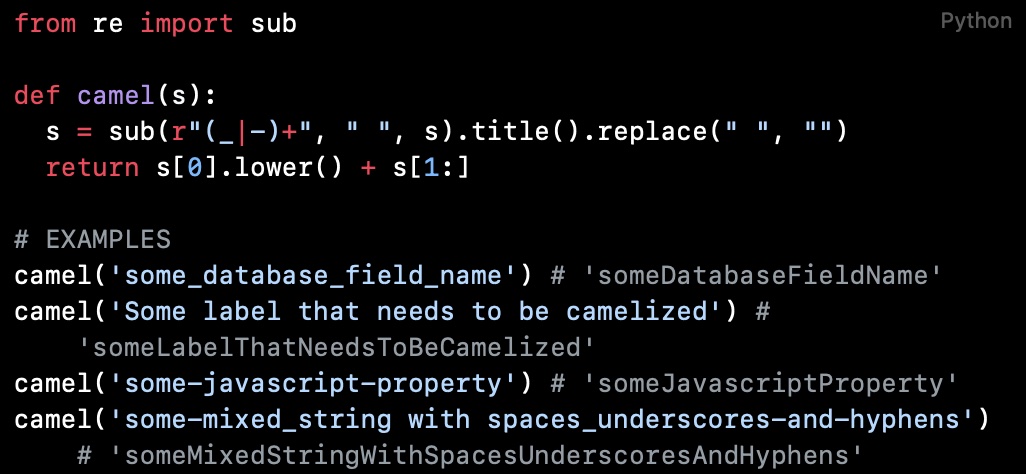 Python
from re import sub
def camel(s):
  s = sub(r"(_|-)+", " ", s).title().replace(" ", "")
  return s[0].lower() + s[1:]
# EXAMPLES
camel('some_database_field_name') # 'someDatabaseFieldName'
camel('Some label that needs to be camelized') #
    'someLabelThatNeedsToBeCamelized'
camel('some-javascript-property') # 'someJavascriptProperty'
camel('some-mixed_string with spaces_underscores-and-hyphens')
    # 'someMixedStringWithSpacesUnderscoresAndHyphens'